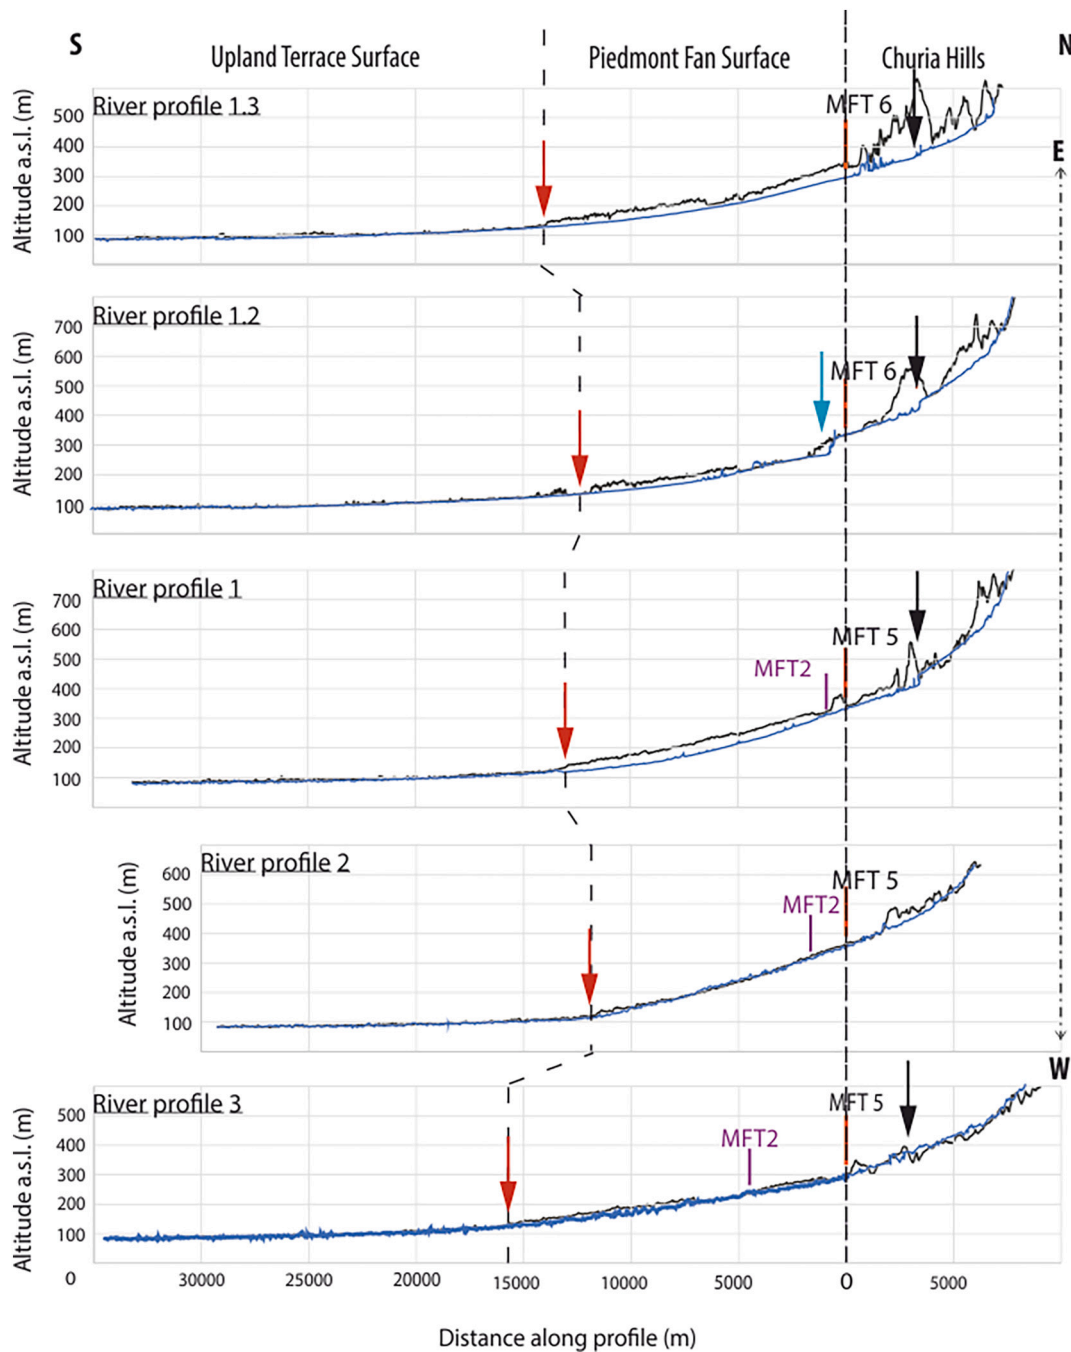 S
Upland Terrace Surface
Piedmont Fan Surface
Churia Hills
N
River profile 1.3
Altitude a.s.l. (m)
500
400
300
200
100
MFT 6
E
River profile 1.2
Altitude a.s.l. (m)
700
600
500
400
300
200
100
MFT 6
River profile 1
Altitude a.s.l. (m)
700
600
500
400
300
200
100
MFT2
MFT 5
River profile 2
Altitude a.s.l. (m)
600
500
400
300
200
100
MFT2
MFT 5
W
River profile 3
Altitude a.s.l. (m)
500
400
300
200
100
MFT2
MFT 5
0 30000 25000 20000 15000 10000 5000 0 5000
Distance along profile (m)